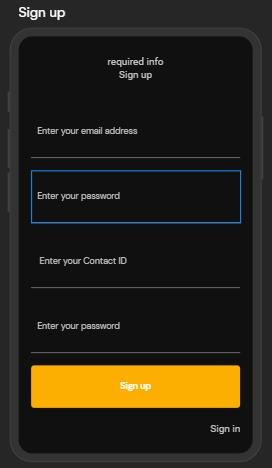 Sign up
required info
Sign up
Enter your email address
Enter your password
Enter your Contact ID
Enter your password
Sign up
Sign in